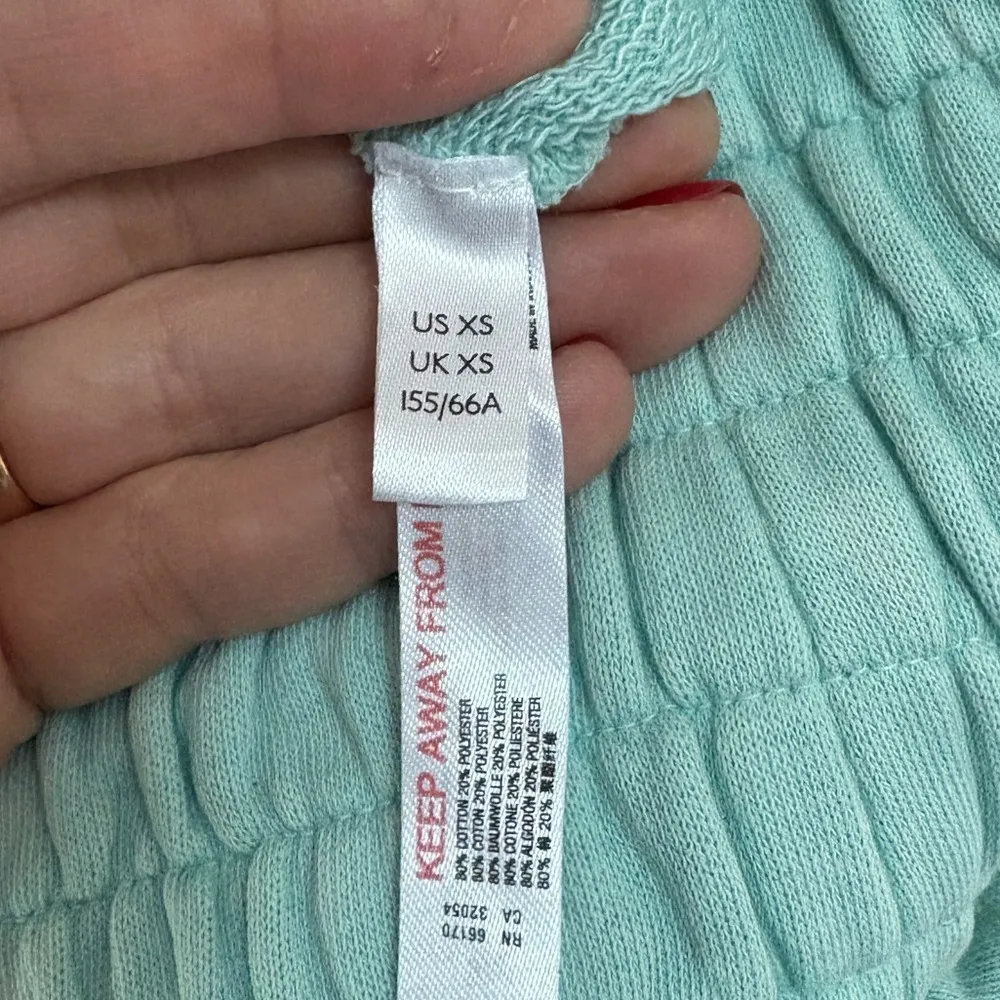 US XS
UK XS
155/66A
MADE IN
KEEP AWAY FROM
80% COTTON 20% POLYESTER
80% COTON 20% POLYESTER
80% BAUMWOLLE 20% POLYESTER
80% COTONE 20% POLIESTERE
80% ALGODÓN 20% POLIÉSTER
80% 棉 20% 聚酯纤维
RN 66170
CA 32054